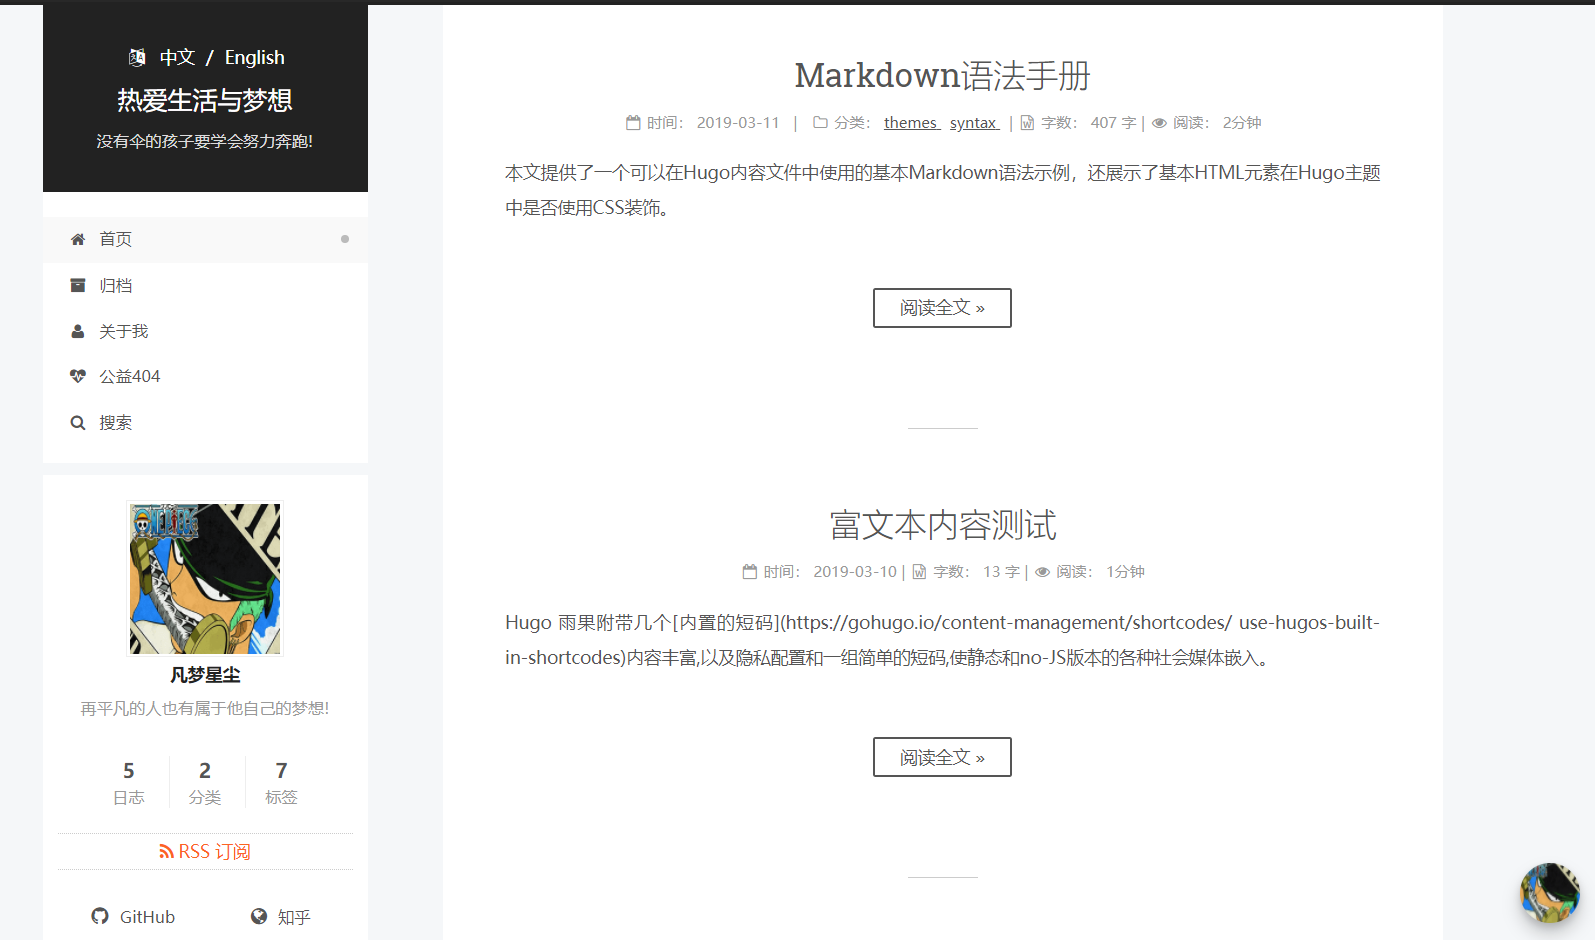 中文 / English
热爱生活与梦想
没有伞的孩子要学会努力奔跑!
首页
归档
关于我
公益404
搜索
ONE PIECE
凡梦星尘
再平凡的人也有属于他自己的梦想!
5 2 7
日志 分类 标签
RSS 订阅
GitHub 知乎
Markdown语法手册
时间： 2019-03-11 | 分类： themes syntax | 字数： 407 字 | 阅读： 2分钟
本文提供了一个可以在Hugo内容文件中使用的基本Markdown语法示例，还展示了基本HTML元素在Hugo主题
中是否使用CSS装饰。
阅读全文 »
富文本内容测试
时间： 2019-03-10 | 字数： 13 字 | 阅读： 1分钟
Hugo 雨果附带几个[内置的短码](https://gohugo.io/content-management/shortcodes/ use-hugos-built-
in-shortcodes)内容丰富,以及隐私配置和一组简单的短码,使静态和no-JS版本的各种社会媒体嵌入。
阅读全文 »